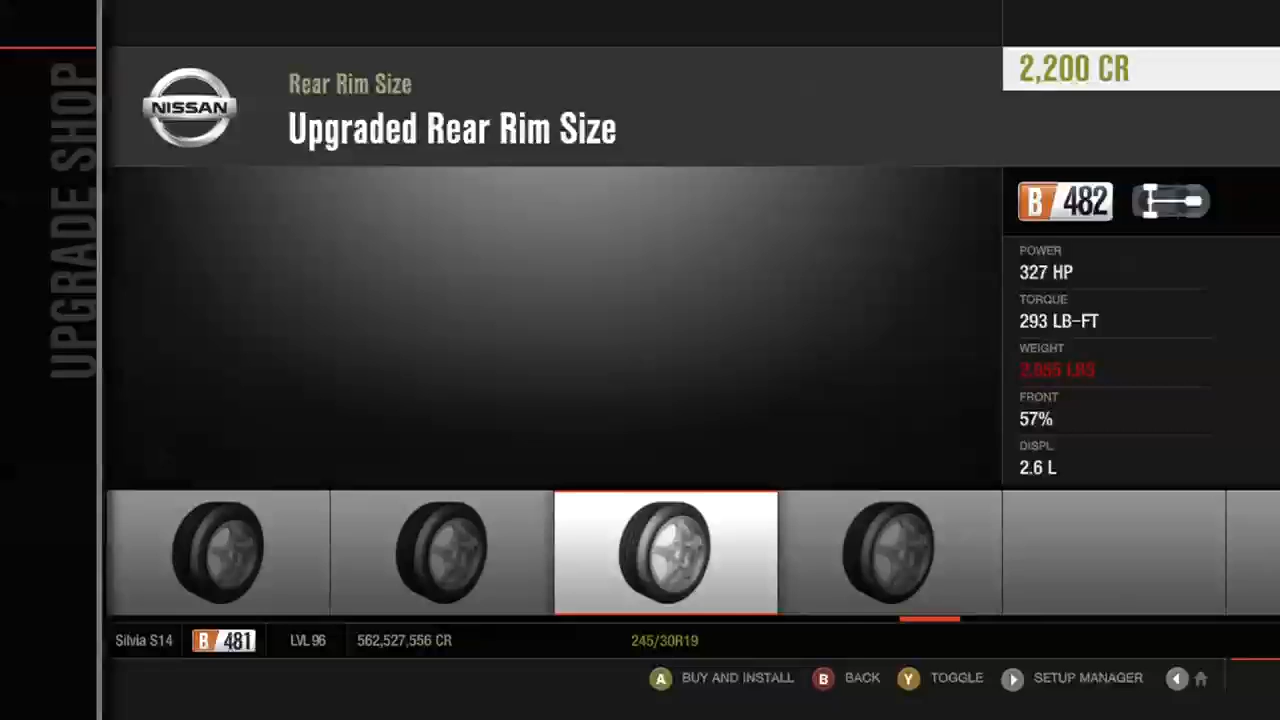 UPGRADE SHOP
NISSAN
Rear Rim Size
Upgraded Rear Rim Size
2,200 CR
B 482
POWER
327 HP
TORQUE
293 LB-FT
WEIGHT
LBS
FRONT
57%
DISPL.
2.6 L
Silvia S14
B 481
LVL 96
562,527,556 CR
245/30R19
A BUY AND INSTALL
B BACK
Y TOGGLE
SETUP MANAGER